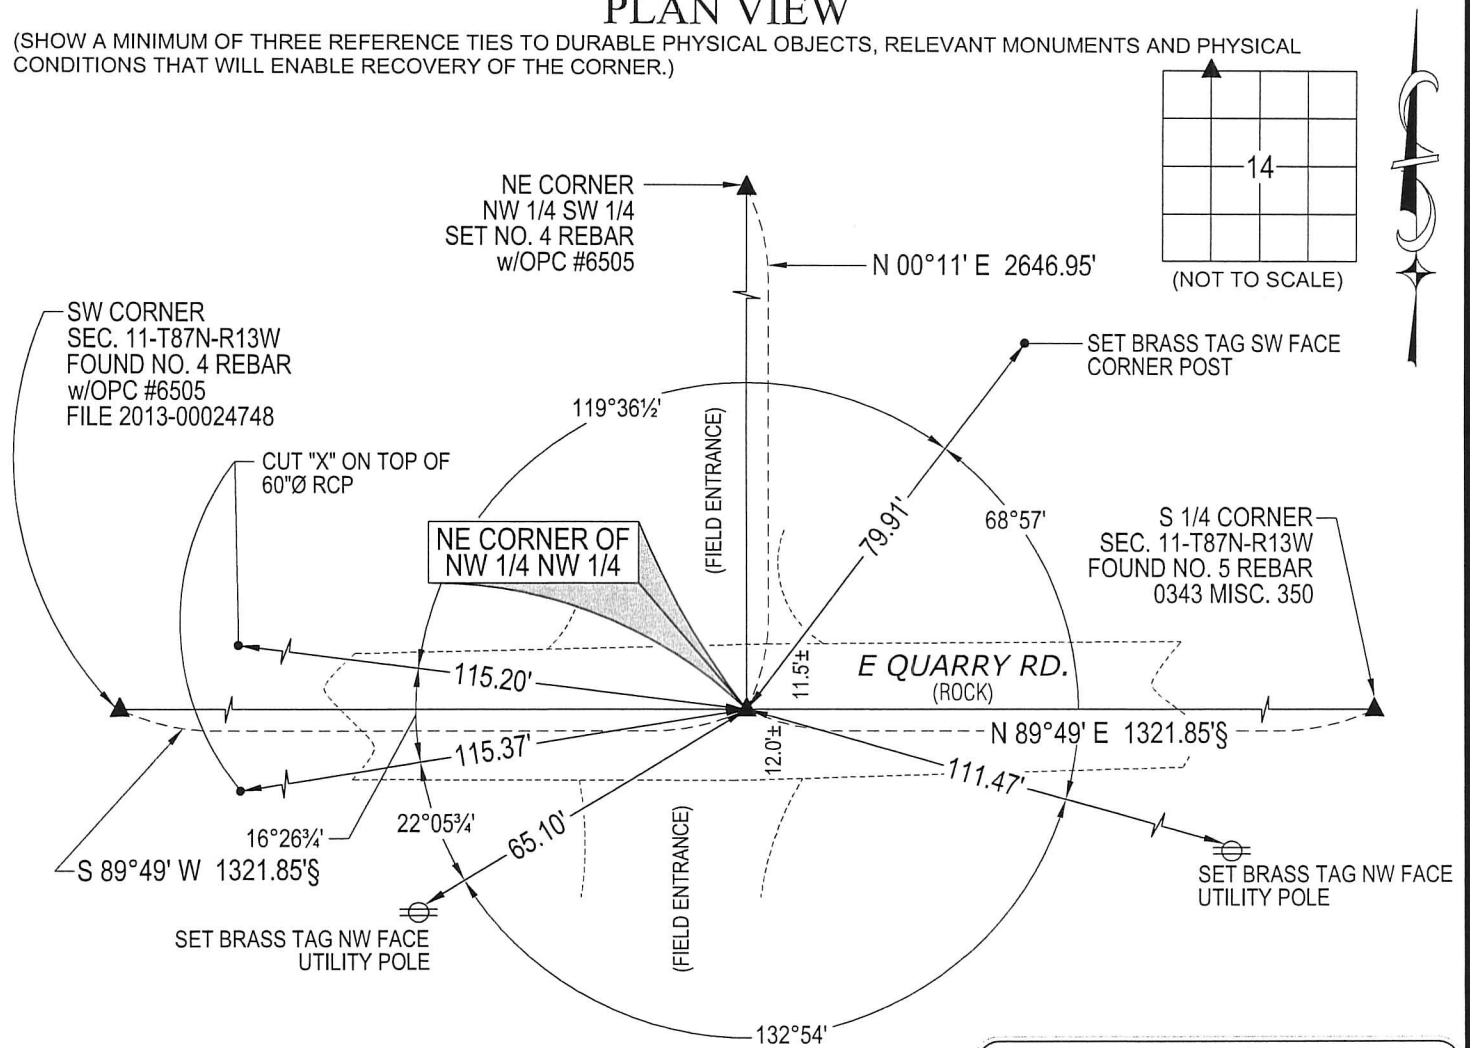 PLAN VIEW
(SHOW A MINIMUM OF THREE REFERENCE TIES TO DURABLE PHYSICAL OBJECTS, RELEVANT MONUMENTS AND PHYSICAL
CONDITIONS THAT WILL ENABLE RECOVERY OF THE CORNER.)
14
(NOT TO SCALE)
NE CORNER
NW 1/4 SW 1/4
SET NO. 4 REBAR
w/OPC #6505
N 00°11' E 2646.95'
SW CORNER
SEC. 11-T87N-R13W
FOUND NO. 4 REBAR
w/OPC #6505
FILE 2013-00024748
SET BRASS TAG SW FACE
CORNER POST
119°36½'
(FIELD ENTRANCE)
CUT "X" ON TOP OF
60"Ø RCP
79.91'
68°57'
S 1/4 CORNER
SEC. 11-T87N-R13W
FOUND NO. 5 REBAR
0343 MISC. 350
NE CORNER OF
NW 1/4 NW 1/4
115.20'
11.5'±
E QUARRY RD.
(ROCK)
N 89°49' E 1321.85'§
115.37'
12.0'±
111.47'
16°26¾'
22°05¾'
65.10'
S 89°49' W 1321.85'§
(FIELD ENTRANCE)
SET BRASS TAG NW FACE
UTILITY POLE
SET BRASS TAG NW FACE
UTILITY POLE
132°54'